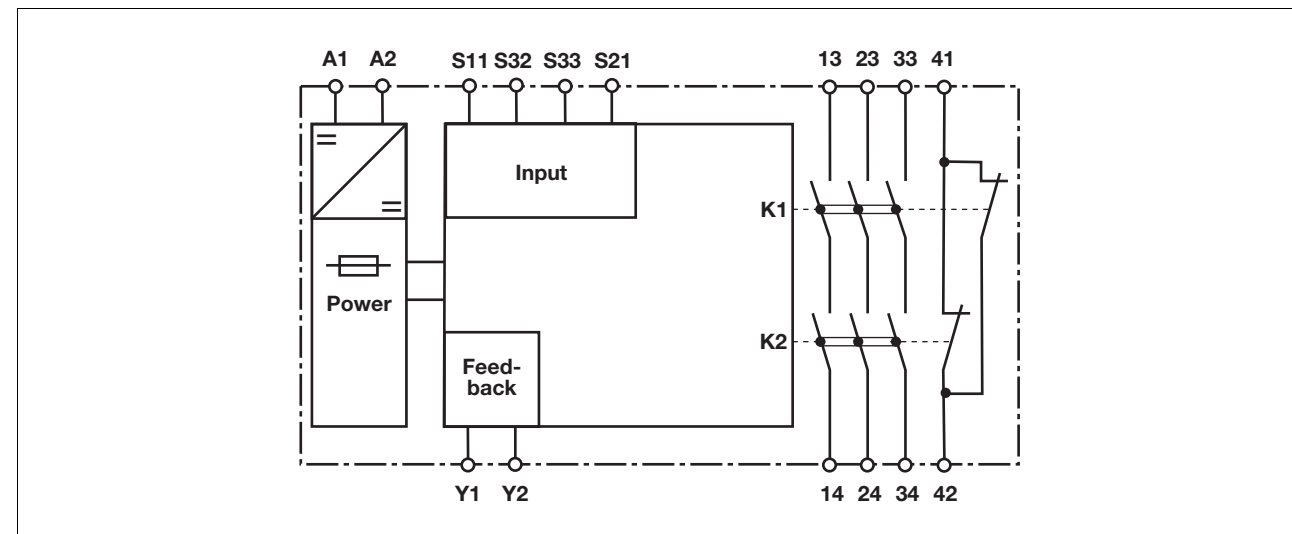 A1 A2 S11 S32 S33 S21 13 23 33 41
Input
K1
Power
K2
Feed-
back
Y1 Y2 14 24 34 42